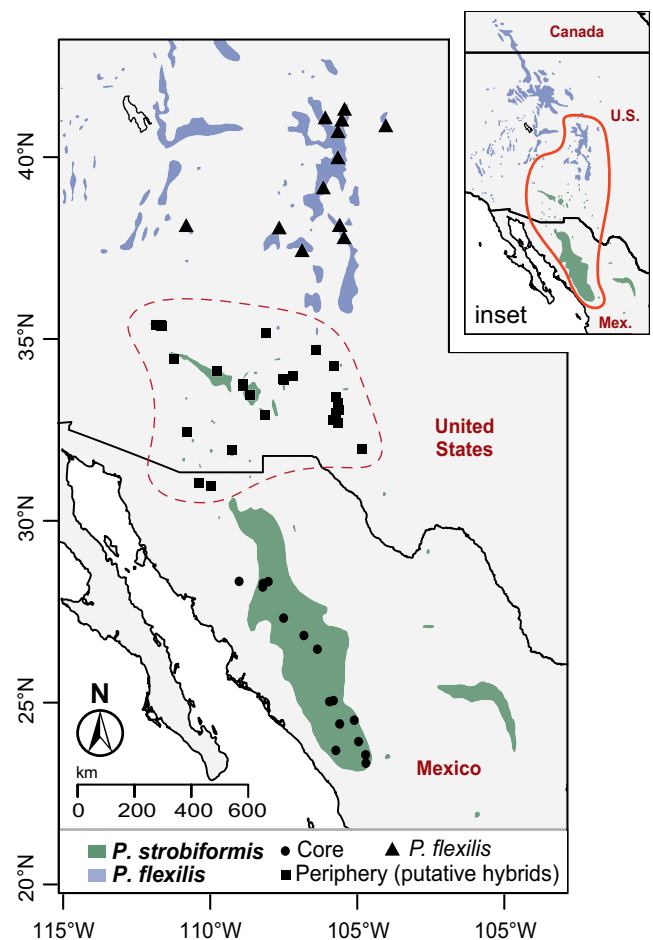 Canada
U.S.
Mex.
inset
40°N
35°N
30°N
25°N
20°N
United
States
Mexico
N
km
0 200 400 600
P. strobiformis
P. flexilis
Core
P. flexilis
Periphery (putative hybrids)
115°W 110°W 105°W 105°W